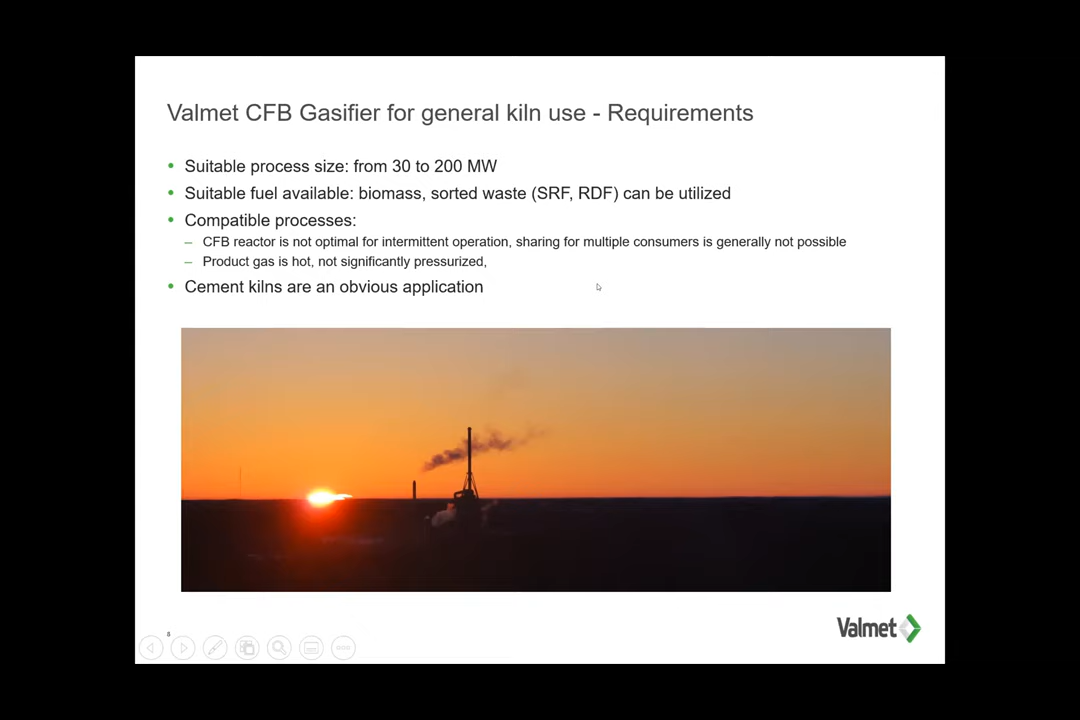 Valmet CFB Gasifier for general kiln use - Requirements
• Suitable process size: from 30 to 200 MW
• Suitable fuel available: biomass, sorted waste (SRF, RDF) can be utilized
• Compatible processes:
– CFB reactor is not optimal for intermittent operation, sharing for multiple consumers is generally not possible
– Product gas is hot, not significantly pressurized,
• Cement kilns are an obvious application
Valmet
8